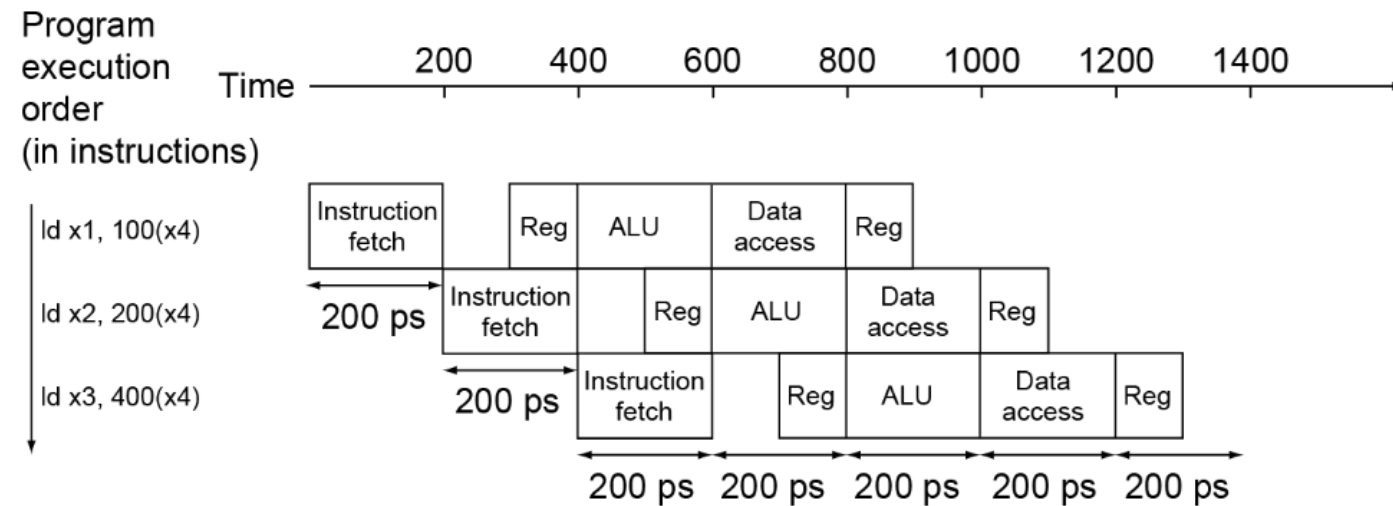 Program
execution
order
(in instructions)
Time
200 400 600 800 1000 1200 1400
ld x1, 100(x4)
Instruction
fetch
Reg
ALU
Data
access
Reg
200 ps
ld x2, 200(x4)
Instruction
fetch
Reg
ALU
Data
access
Reg
200 ps
ld x3, 400(x4)
Instruction
fetch
Reg
ALU
Data
access
Reg
200 ps 200 ps 200 ps 200 ps 200 ps